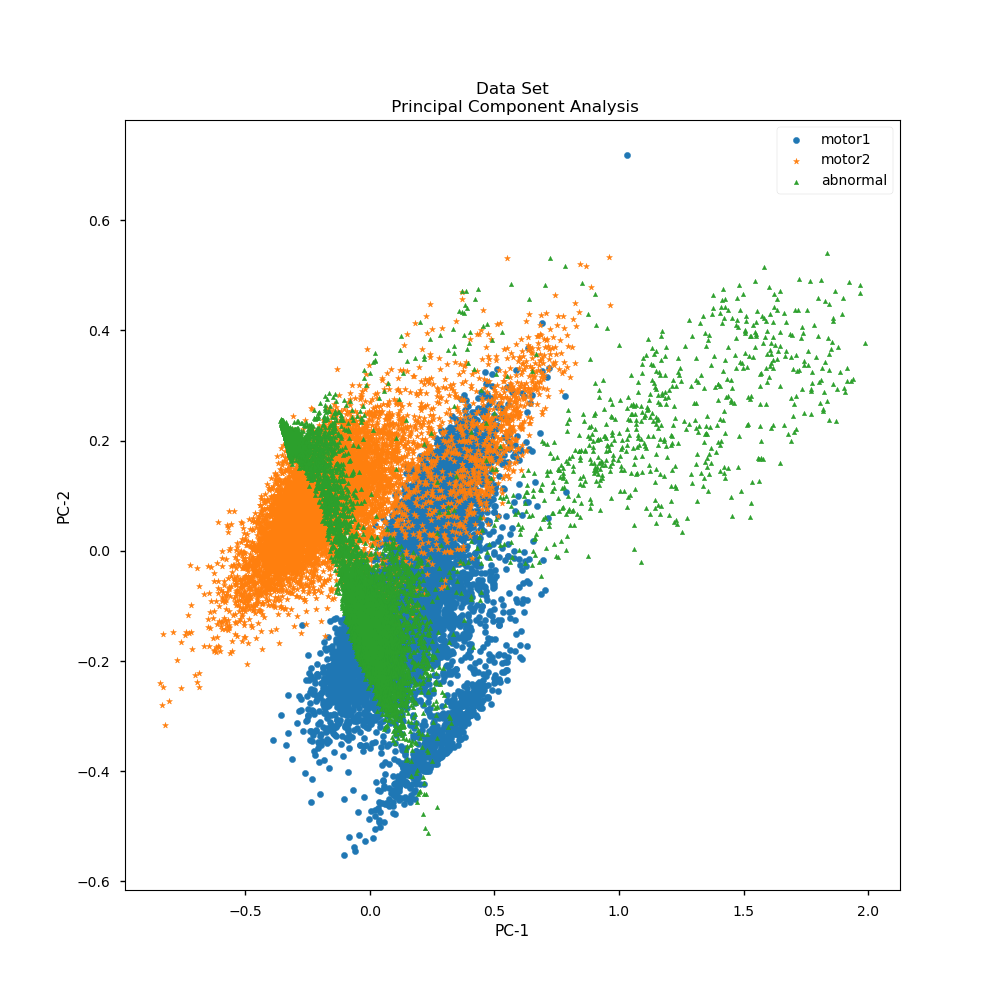 Data Set
Principal Component Analysis
motor1
motor2
abnormal
PC-2
0.6
0.4
0.2
0.0
−0.2
−0.4
−0.6
−0.5
0.0
0.5
1.0
1.5
2.0
PC-1